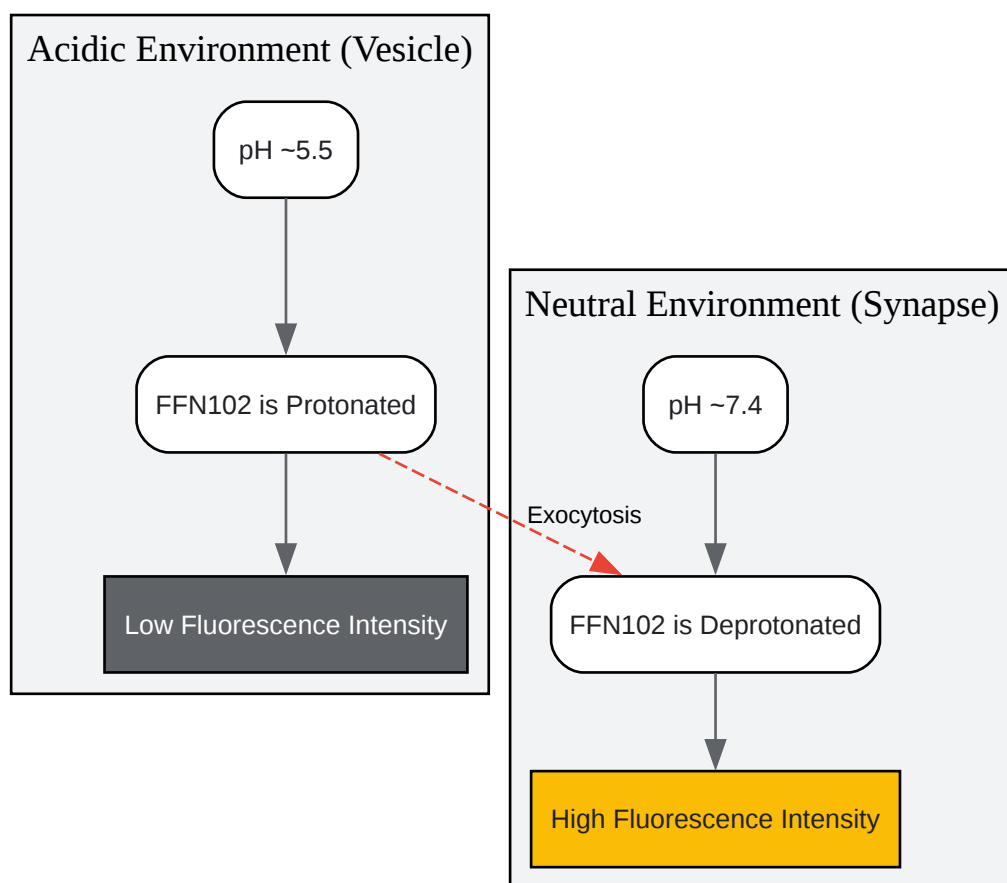 Acidic Environment (Vesicle)
pH ~5.5
FFN102 is Protonated
Low Fluorescence Intensity
Exocytosis
Neutral Environment (Synapse)
pH ~7.4
FFN102 is Deprotonated
High Fluorescence Intensity